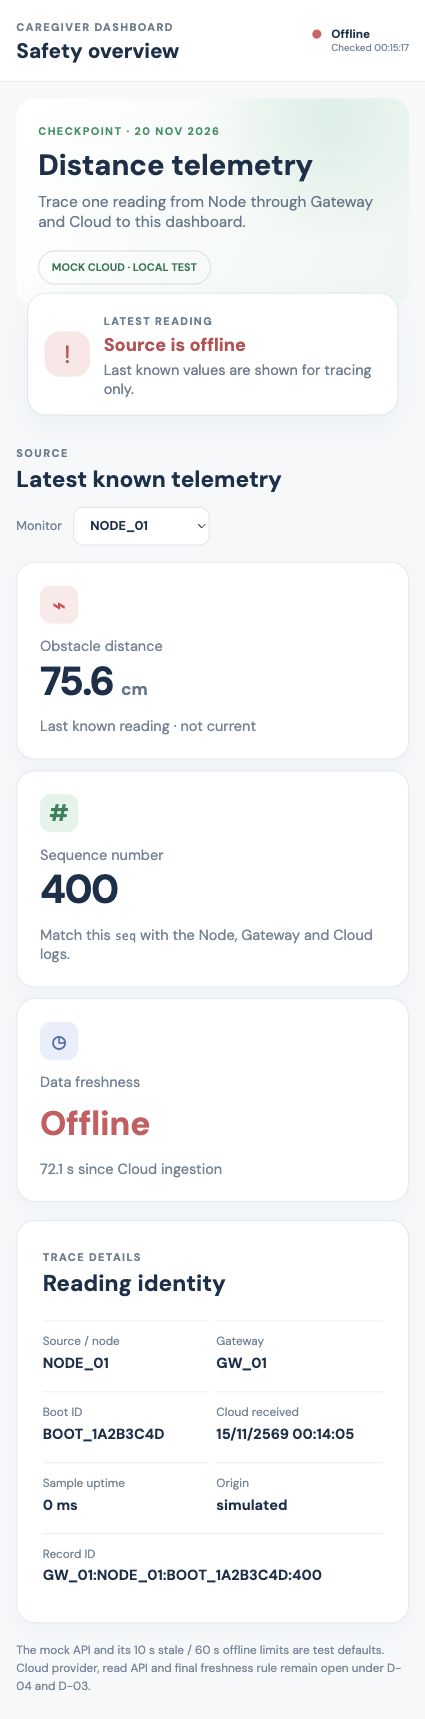 CAREGIVER DASHBOARD
Safety overview
Offline
Checked 00:15:17
CHECKPOINT · 20 NOV 2026
Distance telemetry
Trace one reading from Node through Gateway
and Cloud to this dashboard.
MOCK CLOUD · LOCAL TEST
!
LATEST READING
Source is offline
Last known values are shown for tracing
only.
SOURCE
Latest known telemetry
Monitor
NODE_01
Obstacle distance
75.6 cm
Last known reading · not current
#
Sequence number
400
Match this seq with the Node, Gateway and Cloud
logs.
Data freshness
Offline
72.1 s since Cloud ingestion
TRACE DETAILS
Reading identity
Source / node
NODE_01
Gateway
GW_01
Boot ID
BOOT_1A2B3C4D
Cloud received
15/11/2569 00:14:05
Sample uptime
0 ms
Origin
simulated
Record ID
GW_01:NODE_01:BOOT_1A2B3C4D:400
The mock API and its 10 s stale / 60 s offline limits are test defaults.
Cloud provider, read API and final freshness rule remain open under D-
04 and D-03.